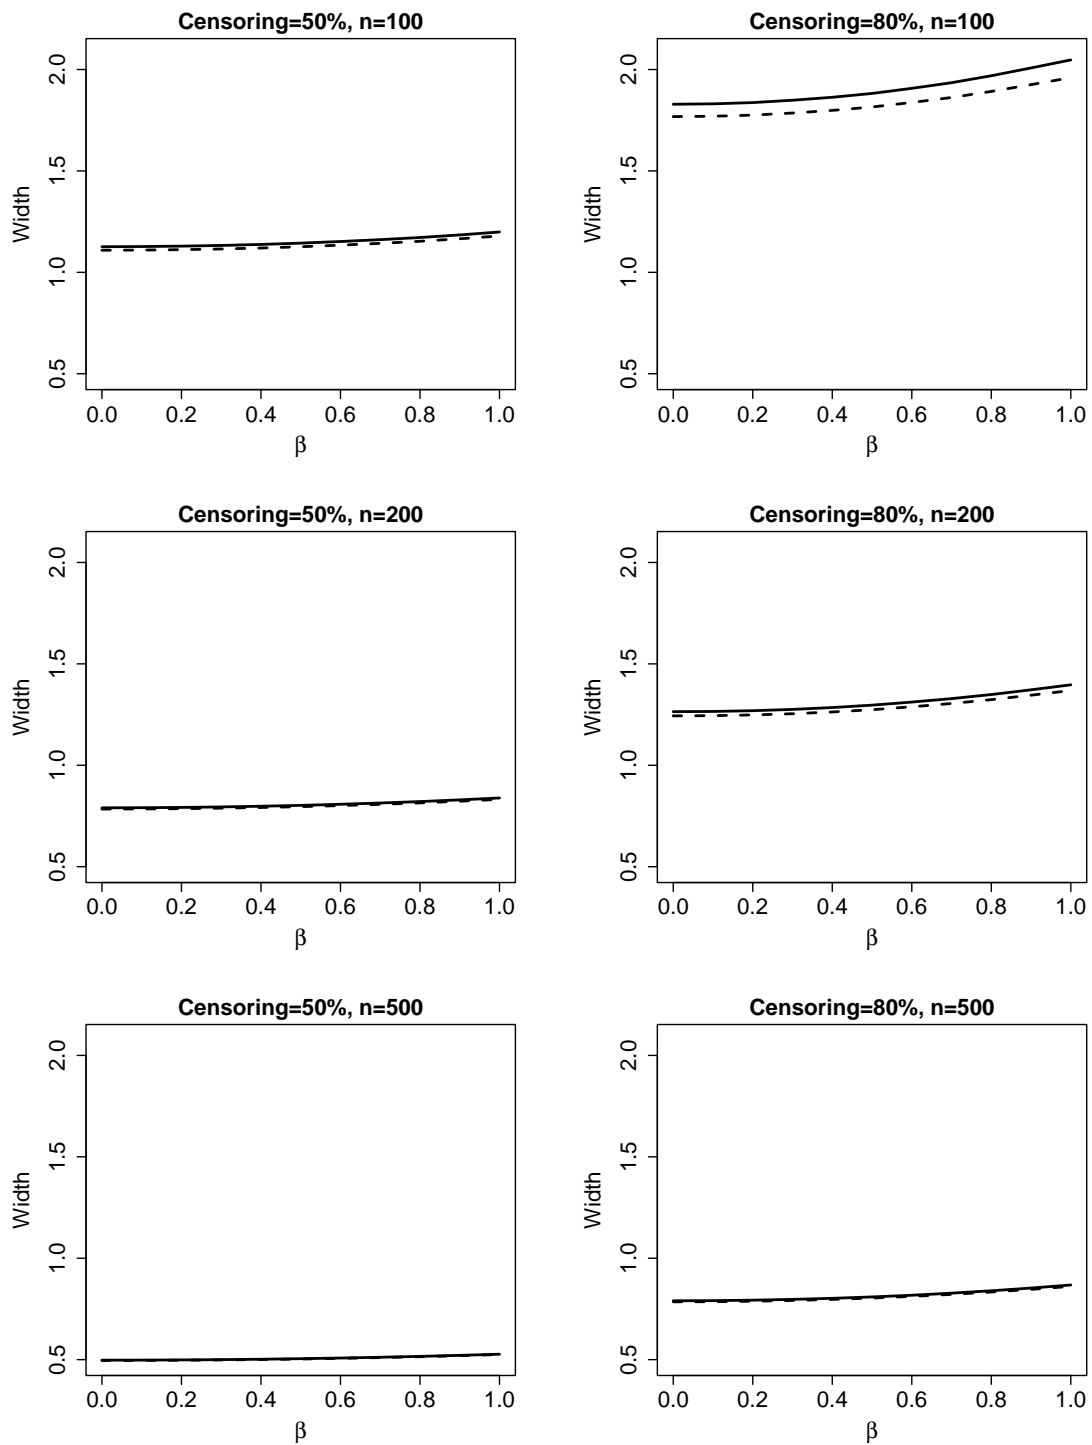 Censoring=50%, n=100
Width
0.5 1.0 1.5 2.0
0.0 0.2 0.4 0.6 0.8 1.0
β
Censoring=80%, n=100
Width
0.5 1.0 1.5 2.0
0.0 0.2 0.4 0.6 0.8 1.0
β
Censoring=50%, n=200
Width
0.5 1.0 1.5 2.0
0.0 0.2 0.4 0.6 0.8 1.0
β
Censoring=80%, n=200
Width
0.5 1.0 1.5 2.0
0.0 0.2 0.4 0.6 0.8 1.0
β
Censoring=50%, n=500
Width
0.5 1.0 1.5 2.0
0.0 0.2 0.4 0.6 0.8 1.0
β
Censoring=80%, n=500
Width
0.5 1.0 1.5 2.0
0.0 0.2 0.4 0.6 0.8 1.0
β